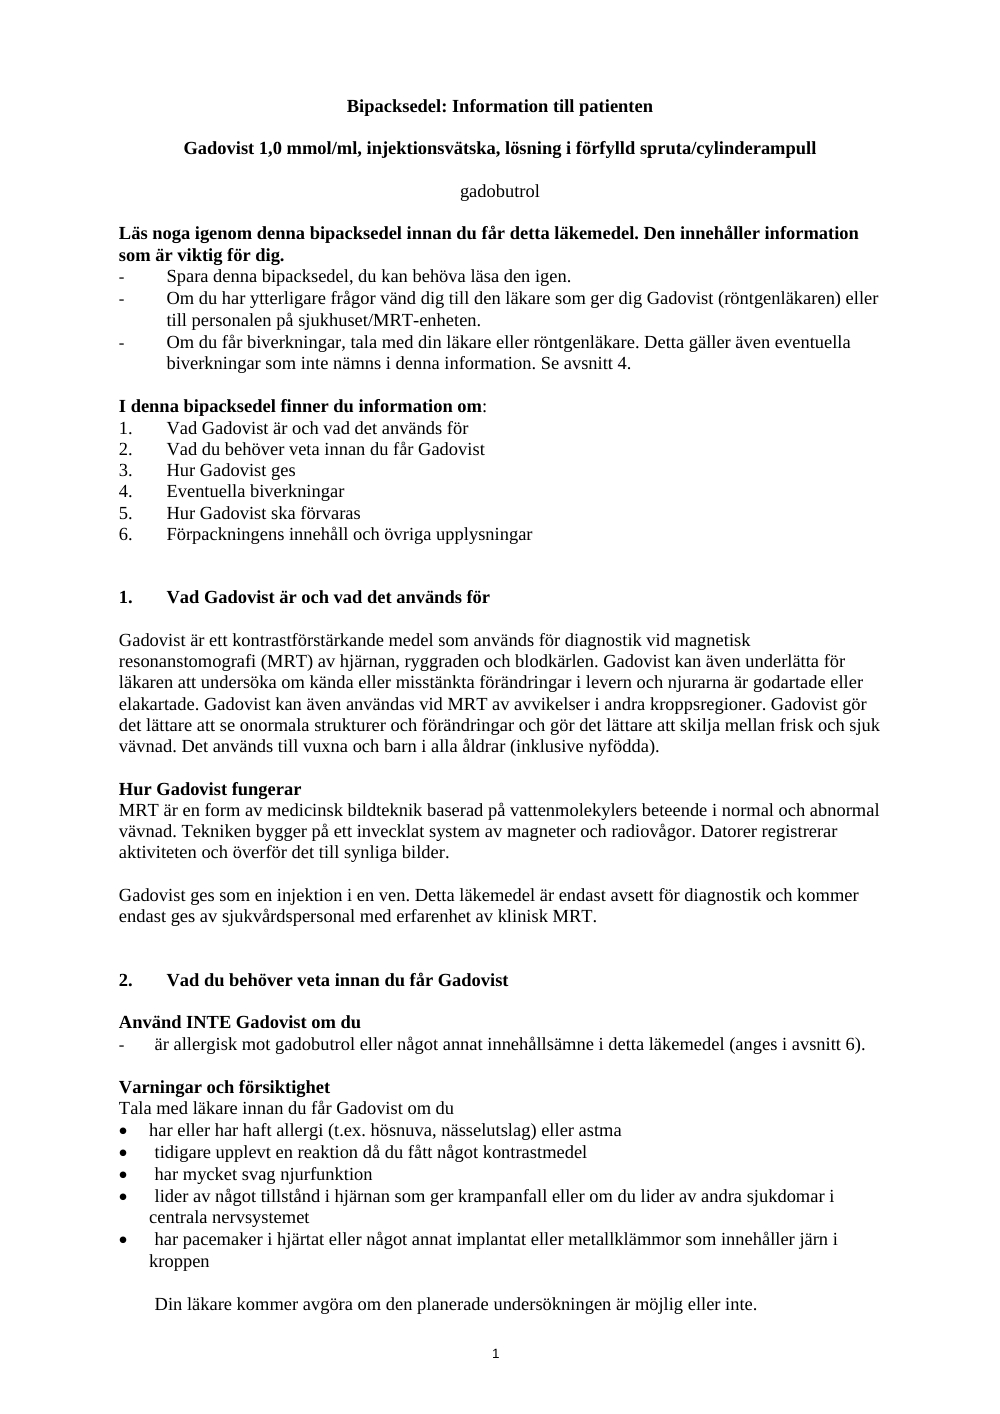 Bipacksedel: Information till patienten
Gadovist 1,0 mmol/ml, injektionsvätska, lösning i förfylld spruta/cylinderampull
gadobutrol
Läs noga igenom denna bipacksedel innan du får detta läkemedel. Den innehåller information
som är viktig för dig.
- Spara denna bipacksedel, du kan behöva läsa den igen.
- Om du har ytterligare frågor vänd dig till den läkare som ger dig Gadovist (röntgenläkaren) eller
till personalen på sjukhuset/MRT-enheten.
- Om du får biverkningar, tala med din läkare eller röntgenläkare. Detta gäller även eventuella
biverkningar som inte nämns i denna information. Se avsnitt 4.
I denna bipacksedel finner du information om:
1. Vad Gadovist är och vad det används för
2. Vad du behöver veta innan du får Gadovist
3. Hur Gadovist ges
4. Eventuella biverkningar
5. Hur Gadovist ska förvaras
6. Förpackningens innehåll och övriga upplysningar
1. Vad Gadovist är och vad det används för
Gadovist är ett kontrastförstärkande medel som används för diagnostik vid magnetisk
resonanstomografi (MRT) av hjärnan, ryggraden och blodkärlen. Gadovist kan även underlätta för
läkaren att undersöka om kända eller misstänkta förändringar i levern och njurarna är godartade eller
elakartade. Gadovist kan även användas vid MRT av avvikelser i andra kroppsregioner. Gadovist gör
det lättare att se onormala strukturer och förändringar och gör det lättare att skilja mellan frisk och sjuk
vävnad. Det används till vuxna och barn i alla åldrar (inklusive nyfödda).
Hur Gadovist fungerar
MRT är en form av medicinsk bildteknik baserad på vattenmolekylers beteende i normal och abnormal
vävnad. Tekniken bygger på ett invecklat system av magneter och radiovågor. Datorer registrerar
aktiviteten och överför det till synliga bilder.
Gadovist ges som en injektion i en ven. Detta läkemedel är endast avsett för diagnostik och kommer
endast ges av sjukvårdspersonal med erfarenhet av klinisk MRT.
2. Vad du behöver veta innan du får Gadovist
Använd INTE Gadovist om du
- är allergisk mot gadobutrol eller något annat innehållsämne i detta läkemedel (anges i avsnitt 6).
Varningar och försiktighet
Tala med läkare innan du får Gadovist om du
• har eller har haft allergi (t.ex. hösnuva, nässelutslag) eller astma
• tidigare upplevt en reaktion då du fått något kontrastmedel
• har mycket svag njurfunktion
• lider av något tillstånd i hjärnan som ger krampanfall eller om du lider av andra sjukdomar i
centrala nervsystemet
• har pacemaker i hjärtat eller något annat implantat eller metallklämmor som innehåller järn i
kroppen
Din läkare kommer avgöra om den planerade undersökningen är möjlig eller inte.
1